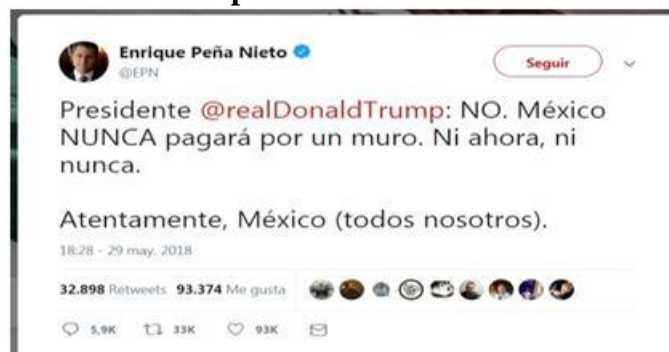 Enrique Peña Nieto
@EPN
Seguir
Presidente @realDonaldTrump: NO. México
NUNCA pagará por un muro. Ni ahora, ni
nunca.
Atentamente, México (todos nosotros).
18:28 - 29 may. 2018
32.898 Retweets 93.374 Me gusta
5,9K 33K 93K